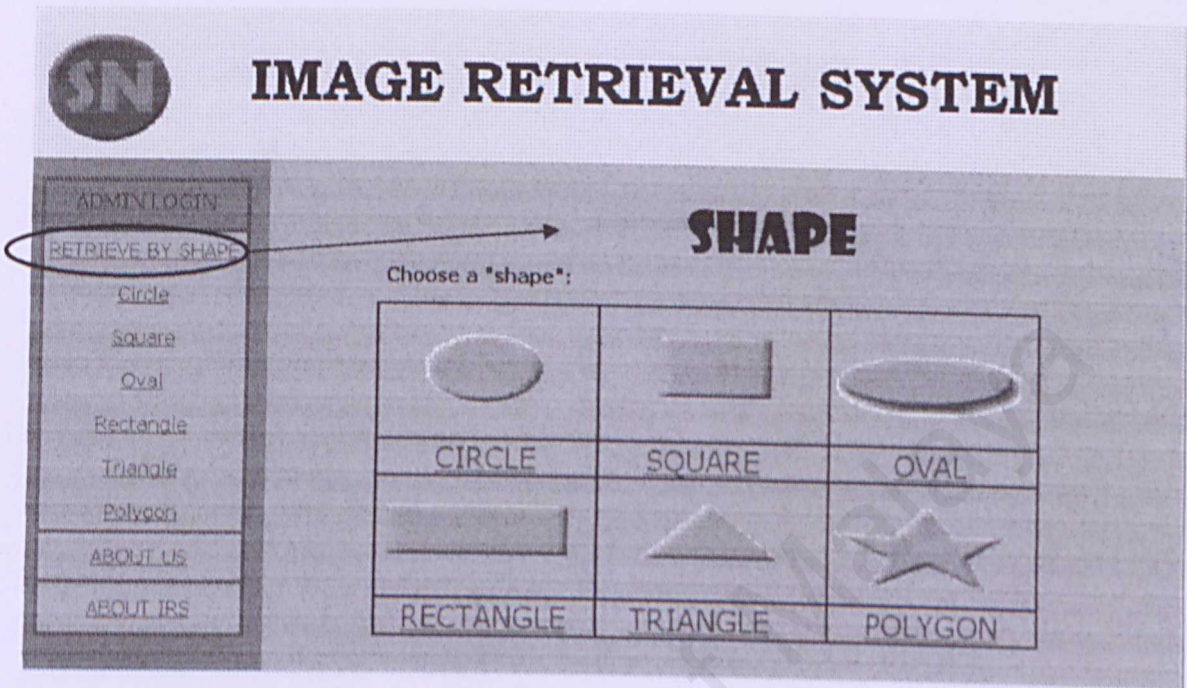 SN
IMAGE RETRIEVAL SYSTEM
ADMIN LOGIN
RETRIEVE BY SHAPE
Circle
Square
Oval
Rectangle
Triangle
Polygon
ABOUT US
ABOUT IRS
SHAPE
Choose a "shape":
CIRCLE SQUARE OVAL
RECTANGLE TRIANGLE POLYGON
Malaya